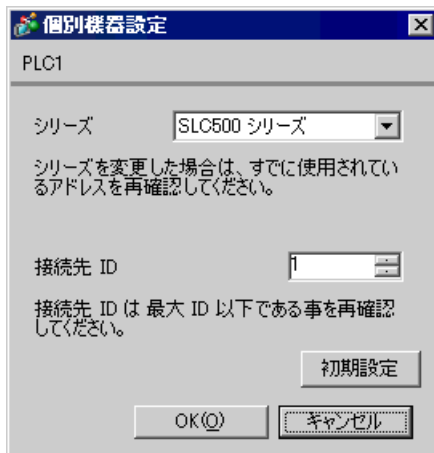 個別機器設定
PLC1
シリーズ SLC500 シリーズ
シリーズを変更した場合は、すでに使用されてい
るアドレスを再確認してください。
接続先 ID 1
接続先 ID は 最大 ID 以下である事を再確認
してください。
初期設定
OK(O) キャンセル